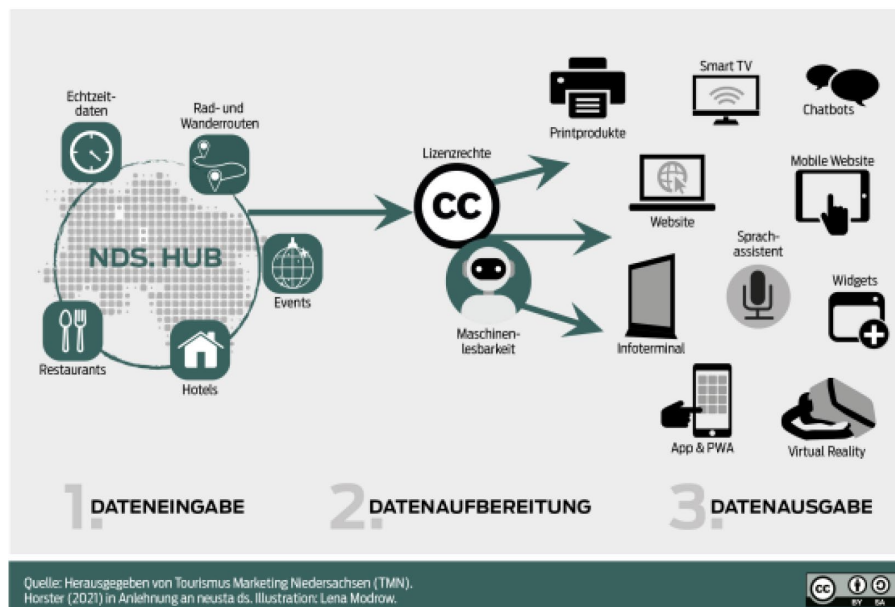 Echtzeit-
daten
Rad- und
Wanderrouten
NDS. HUB
Events
Restaurants
Hotels
Lizenzrechte
CC
Maschinen-
lesbarkeit
Printprodukte
Smart TV
Chatbots
Website
Mobile Website
Sprach-
assistent
Infoterminal
Widgets
App & PWA
Virtual Reality
1. DATENEINGABE
2. DATENAUFBEREITUNG
3. DATENAUSGABE
Quelle: Herausgegeben von Tourismus Marketing Niedersachsen (TMN).
Horster (2021) in Anlehnung an neusta ds. Illustration: Lena Modrow.
cc
BY SA